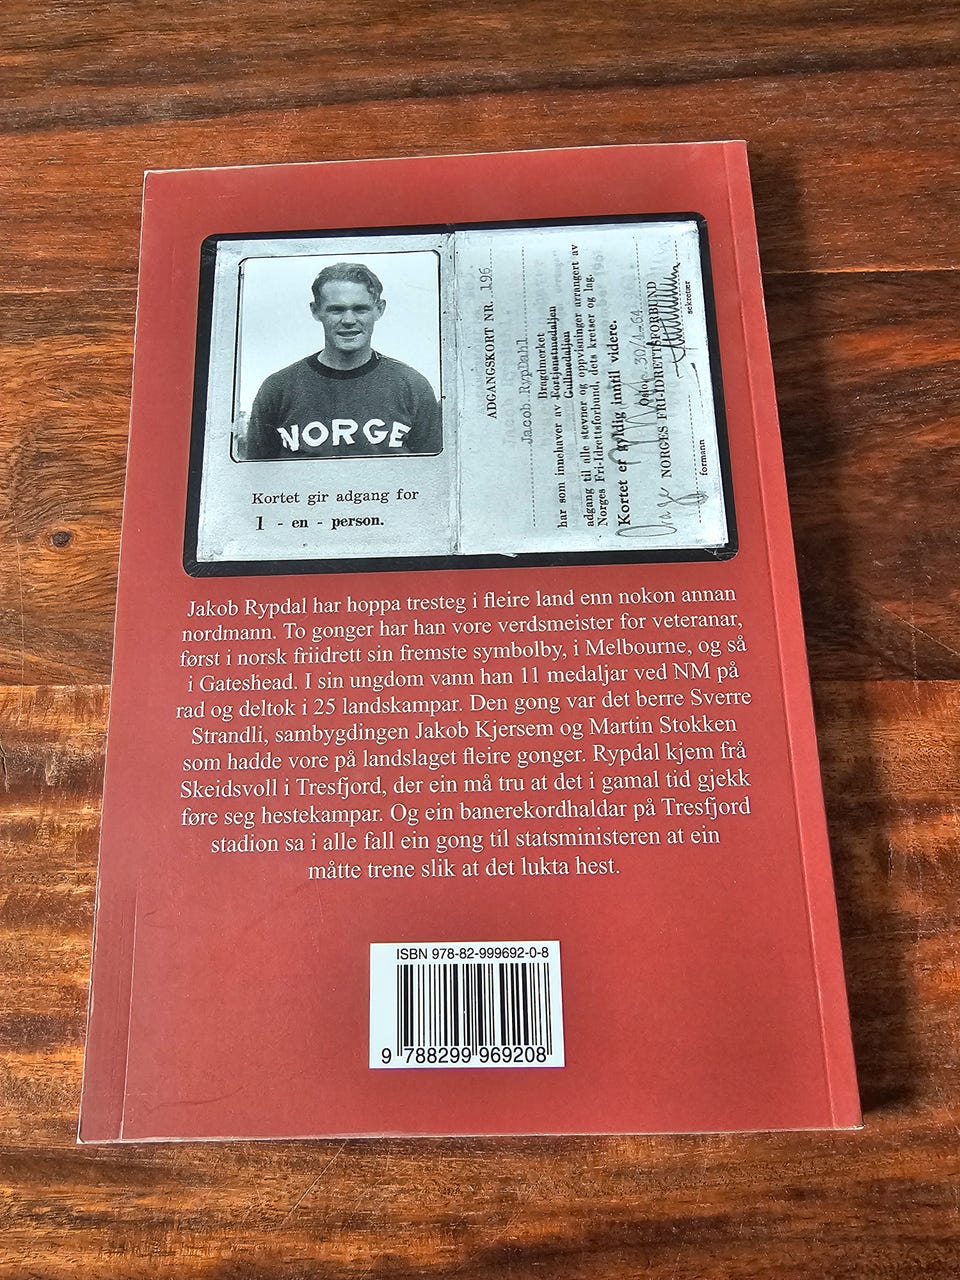 NORGE
Kortet gir adgang for
1 - en - person.
ADGANGSKORT NR. 196
Jacob Rypdahl
Bragdmerket
har som innehaver av Fortjenstmedaljen
Gullmedaljen
adgang til alle stevner og oppvisninger arrangert av
Norges Fri-Idrettsforbund, dets kretser og lag.
Kortet er gyldig inntil videre.
Oslo, 30/4-64
NORGES FRI-IDRETTSFORBUND
formann
sekretær
Jakob Rypdal har hoppa tresteg i fleire land enn nokon annan
nordmann. To gonger har han vore verdsmeister for veteranar,
først i norsk friidrett sin fremste symbolby, i Melbourne, og så
i Gateshead. I sin ungdom vann han 11 medaljar ved NM på
rad og deltok i 25 landskampar. Den gong var det berre Sverre
Strandli, sambygdingen Jakob Kjersem og Martin Stokken
som hadde vore på landslaget fleire gonger. Rypdal kjem frå
Skeidsvoll i Tresfjord, der ein må tru at det i gamal tid gjekk
føre seg hestekampar. Og ein banerekordhaldar på Tresfjord
stadion sa i alle fall ein gong til statsministeren at ein
måtte trene slik at det lukta hest.
ISBN 978-82-999692-0-8
9 788299 969208